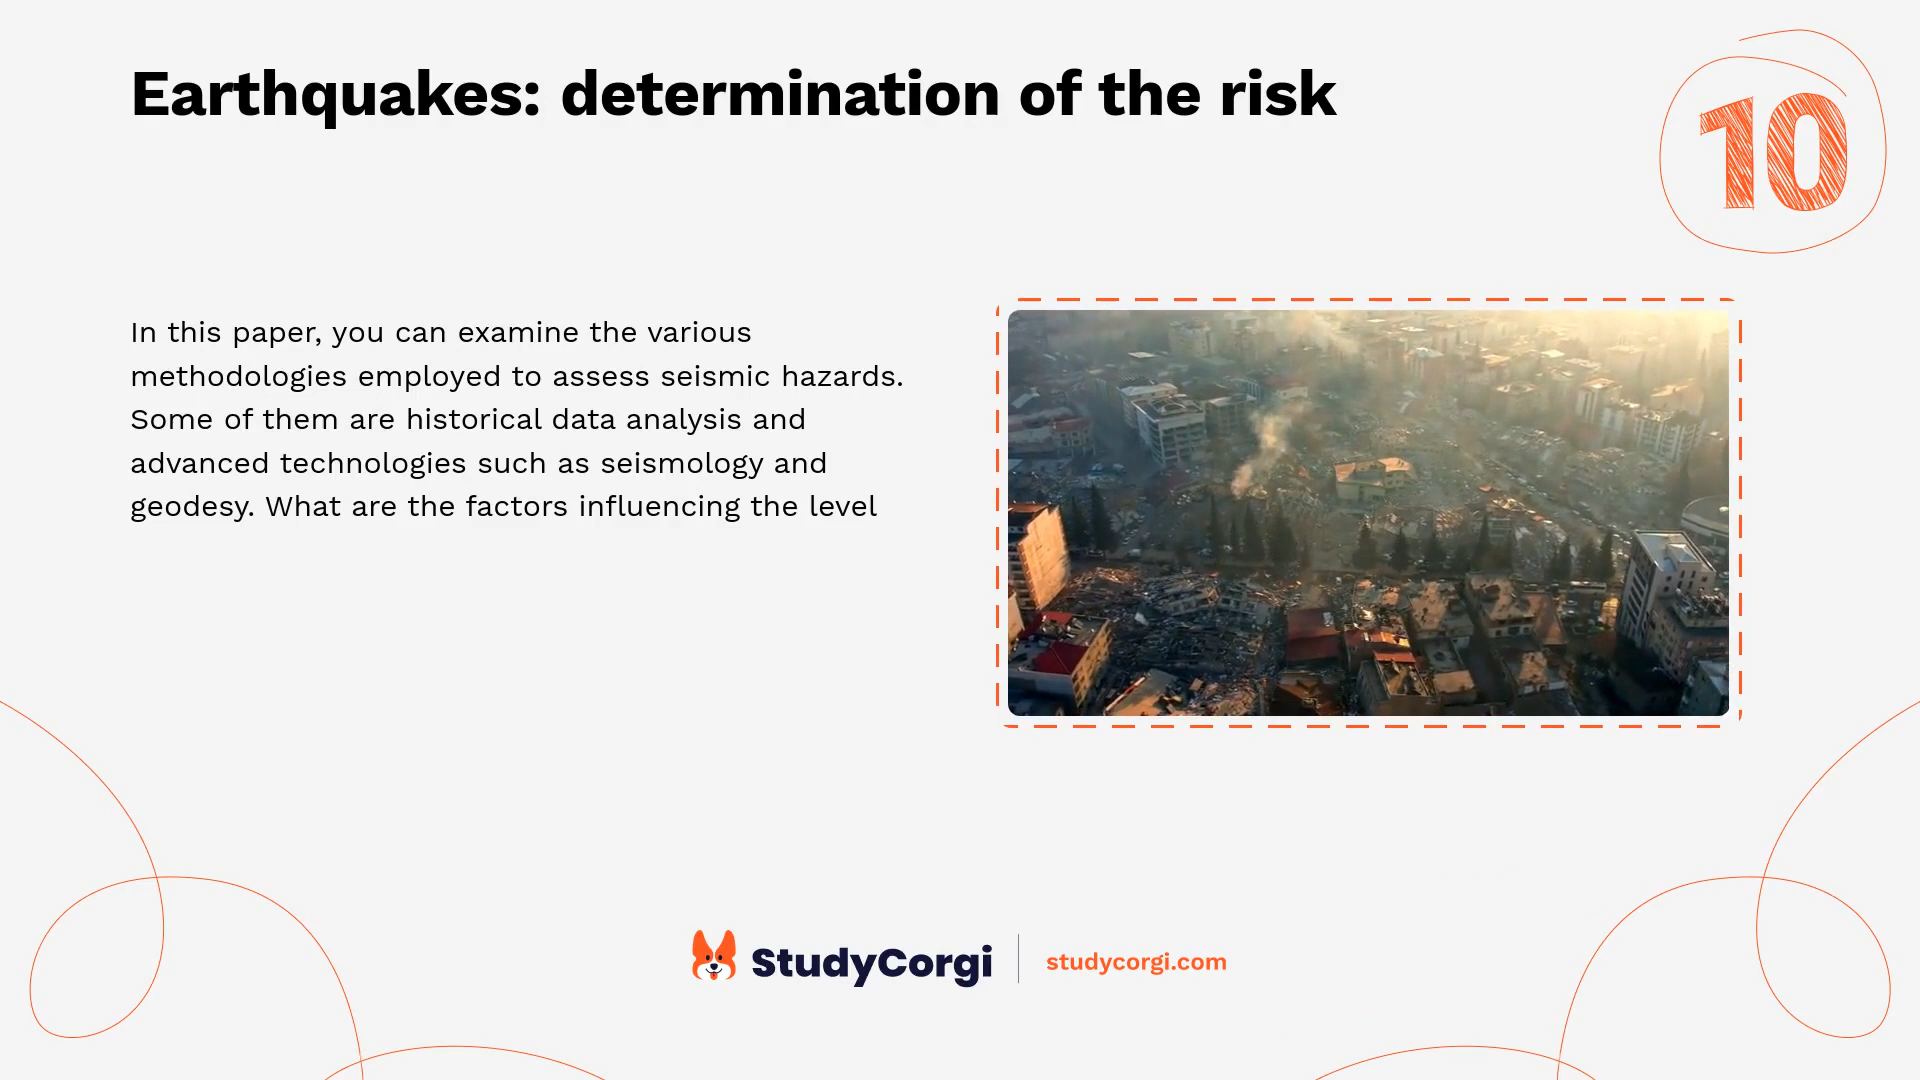 Earthquakes: determination of the risk
10
In this paper, you can examine the various
methodologies employed to assess seismic hazards.
Some of them are historical data analysis and
advanced technologies such as seismology and
geodesy. What are the factors influencing the level
StudyCorgi
studycorgi.com